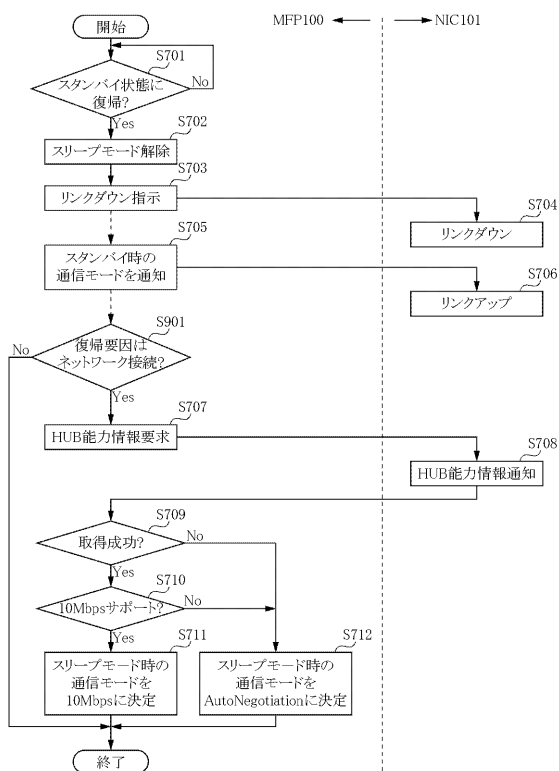 開始
MFP100
NIC101
S701
スタンバイ状態に
復帰?
No
Yes
S702
スリープモード解除
S703
リンクダウン指示
S704
リンクダウン
S705
スタンバイ時の
通信モードを通知
S706
リンクアップ
S901
復帰要因は
ネットワーク接続?
No
Yes
S707
HUB能力情報要求
S708
HUB能力情報通知
S709
取得成功?
No
Yes
S710
10Mbpsサポート?
No
Yes
S711
スリープモード時の
通信モードを
10Mbpsに決定
S712
スリープモード時の
通信モードを
AutoNegotiationに決定
終了